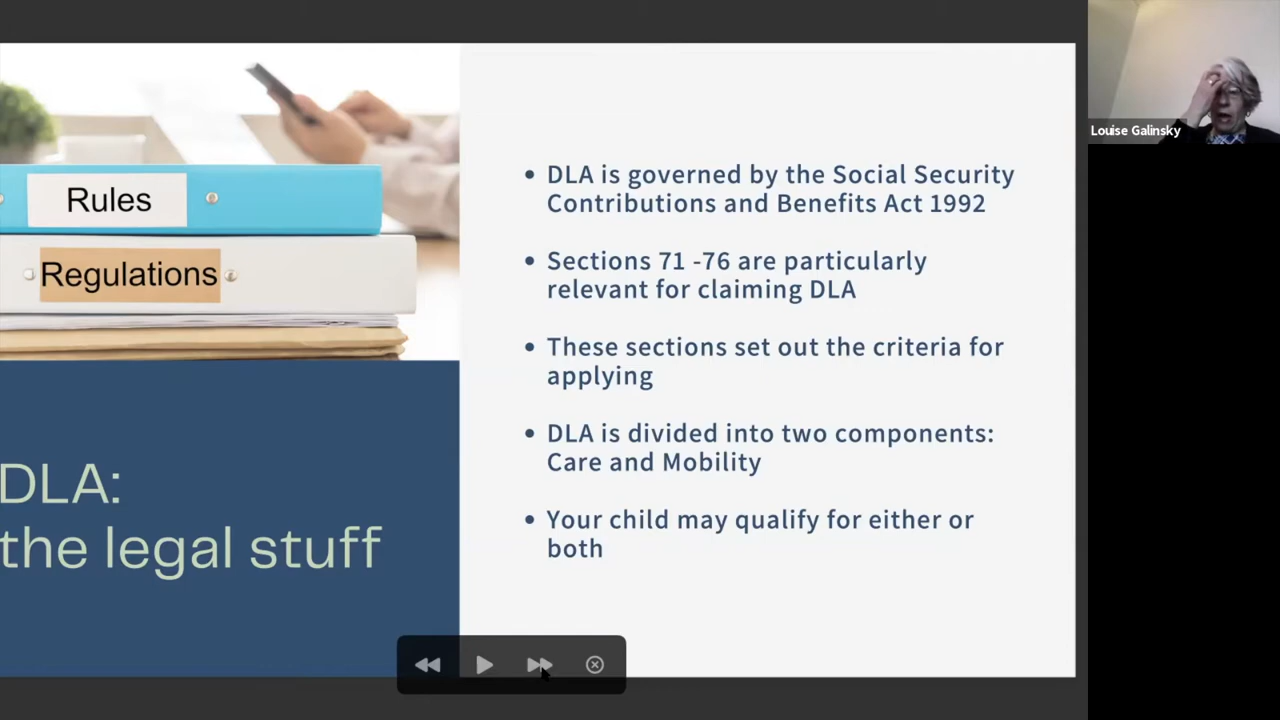 Rules
Regulations
DLA:
the legal stuff
• DLA is governed by the Social Security
Contributions and Benefits Act 1992
• Sections 71 -76 are particularly
relevant for claiming DLA
• These sections set out the criteria for
applying
• DLA is divided into two components:
Care and Mobility
• Your child may qualify for either or
both
Louise Galinsky